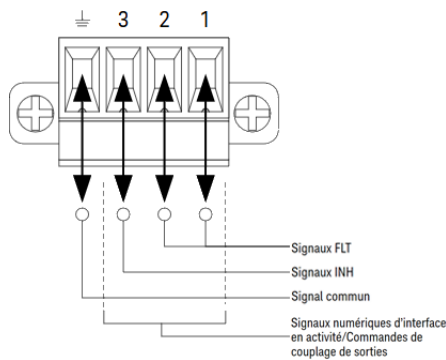 3 2 1
Signaux FLT
Signaux INH
Signal commun
Signaux numériques d'interface
en activité/Commandes de
couplage de sorties